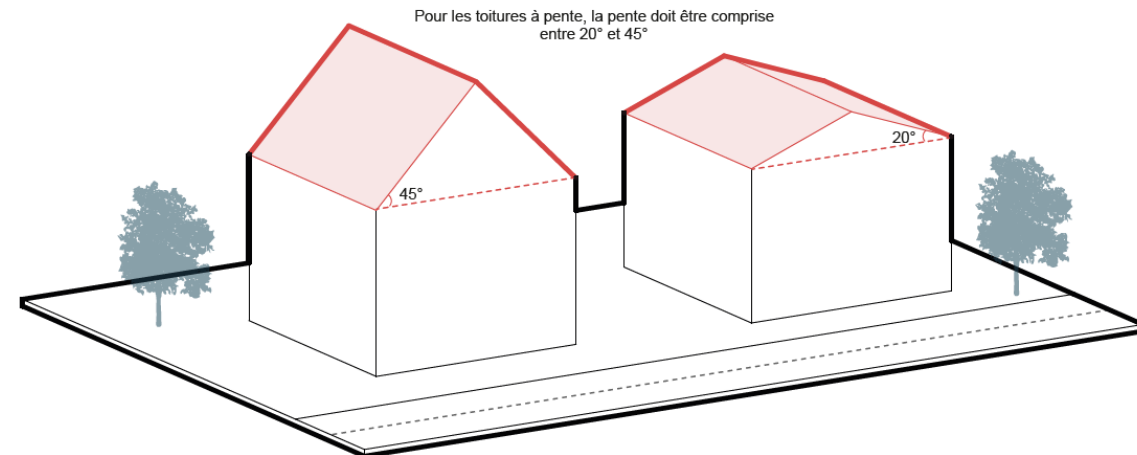 Pour les toitures à pente, la pente doit être comprise
entre 20° et 45°
45°
20°